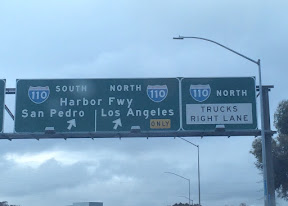 110 SOUTH NORTH 110
Harbor Fwy
San Pedro Los Angeles
ONLY
110 NORTH
TRUCKS
RIGHT LANE